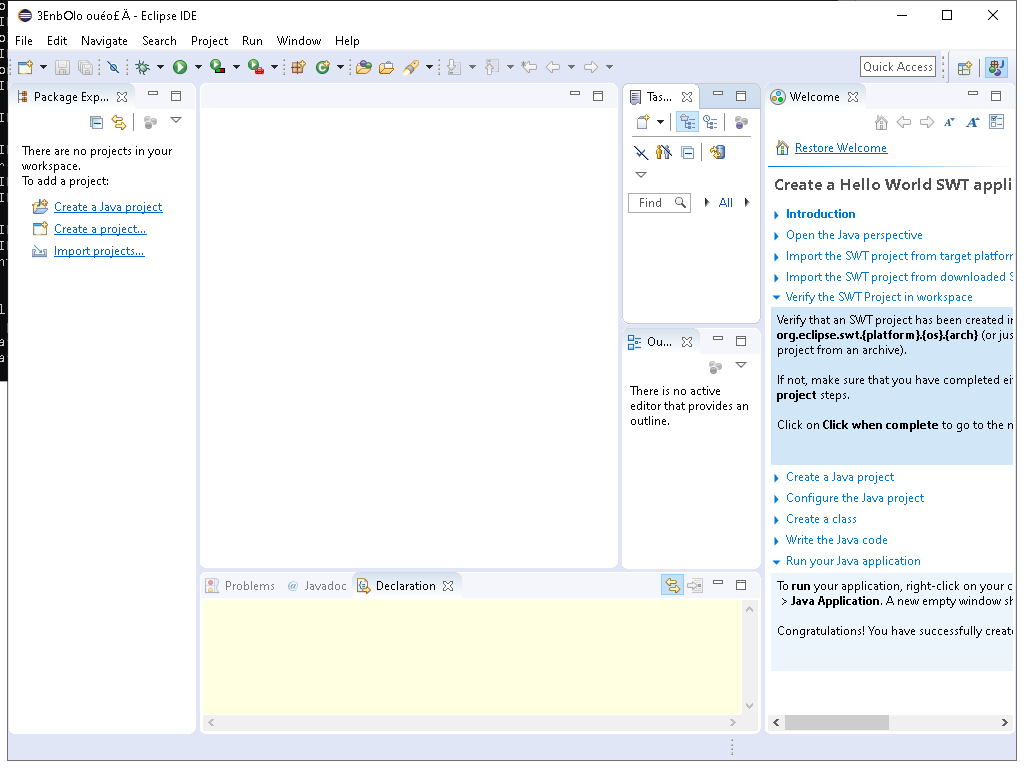 3EnbOlo ouéo£ Ä - Eclipse IDE
File Edit Navigate Search Project Run Window Help
Quick Access
Package Exp...
There are no projects in your
workspace.
To add a project:
Create a Java project
Create a project...
Import projects...
Tas...
Find
All
Ou...
There is no active
editor that provides an
outline.
Problems @ Javadoc Declaration
Welcome
Restore Welcome
Create a Hello World SWT appli
Introduction
Open the Java perspective
Import the SWT project from target platfor
Import the SWT project from downloaded S
Verify the SWT Project in workspace
Verify that an SWT project has been created i
org.eclipse.swt.{platform}.{os}.{arch} (or jus
project from an archive).
If not, make sure that you have completed ei
project steps.
Click on Click when complete to go to the n
Create a Java project
Configure the Java project
Create a class
Write the Java code
Run your Java application
To run your application, right-click on your c
> Java Application. A new empty window sh
Congratulations! You have successfully creat